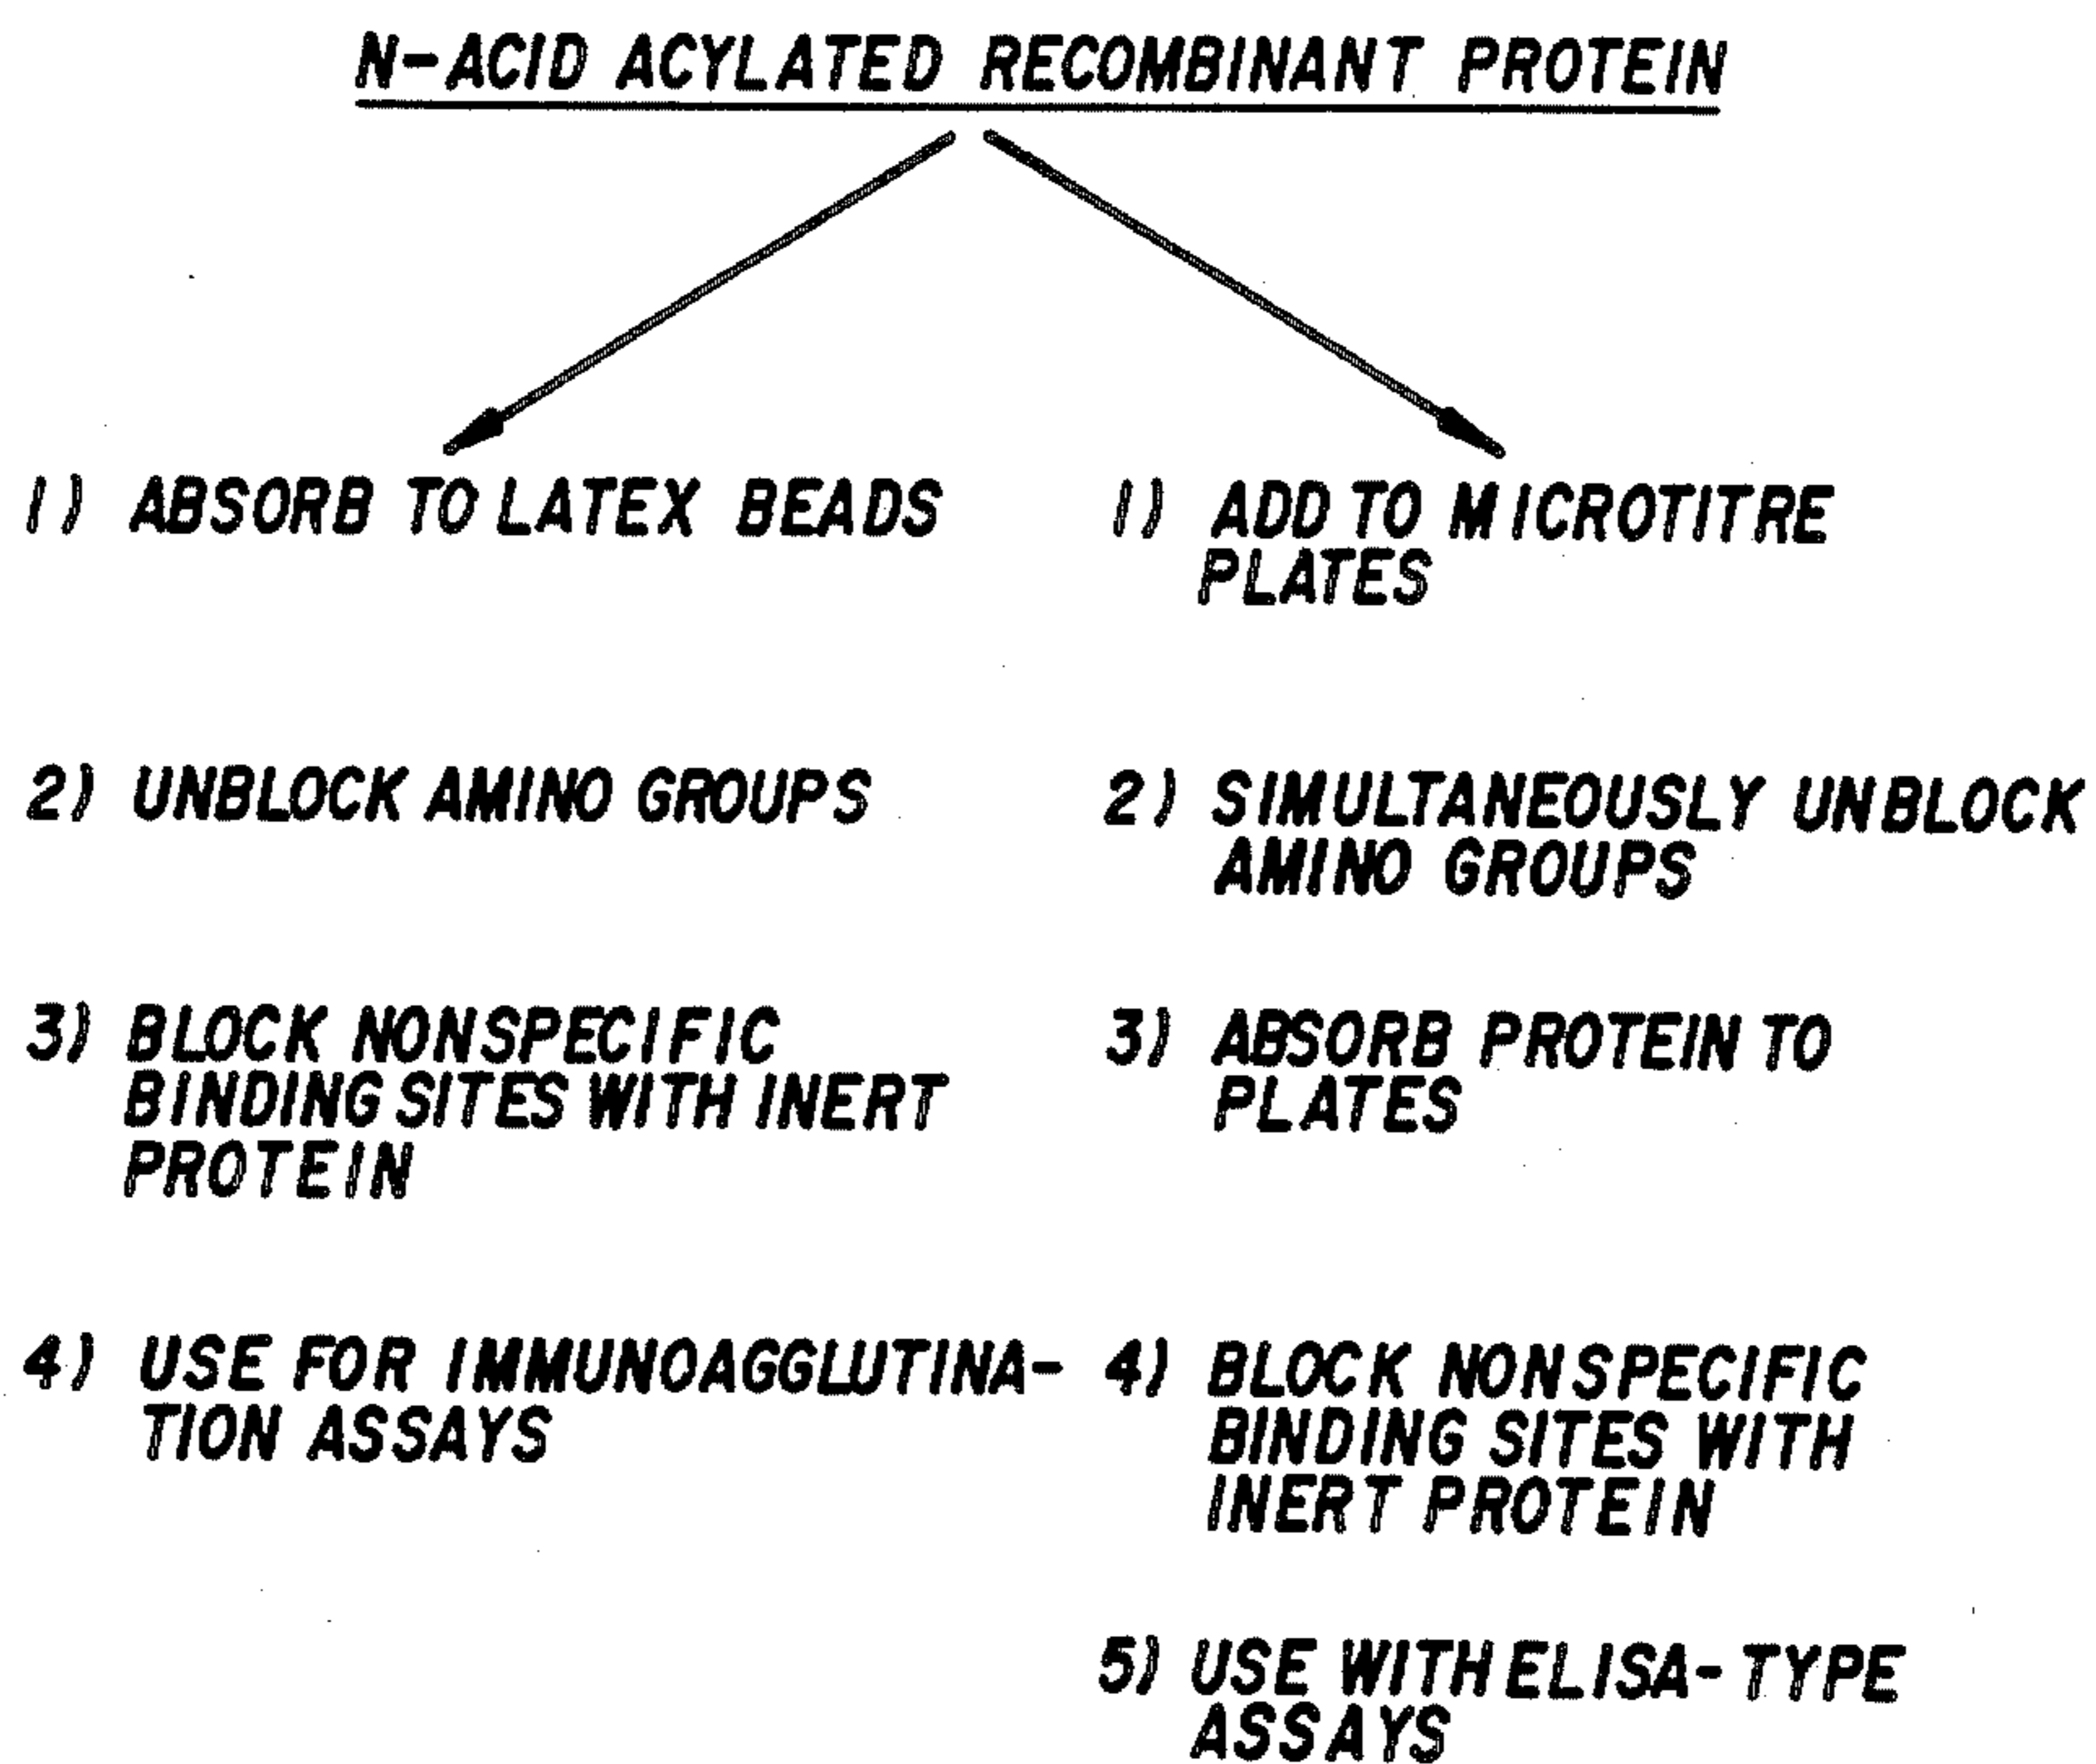 N-ACID ACYLATED RECOMBINANT PROTEIN
1) ABSORB TO LATEX BEADS
2) UNBLOCK AMINO GROUPS
3) BLOCK NONSPECIFIC
BINDING SITES WITH INERT
PROTEIN
4) USE FOR IMMUNOAGGLUTINA-
TION ASSAYS
1) ADD TO MICROTITRE
PLATES
2) SIMULTANEOUSLY UNBLOCK
AMINO GROUPS
3) ABSORB PROTEIN TO
PLATES
4) BLOCK NONSPECIFIC
BINDING SITES WITH
INERT PROTEIN
5) USE WITH ELISA-TYPE
ASSAYS